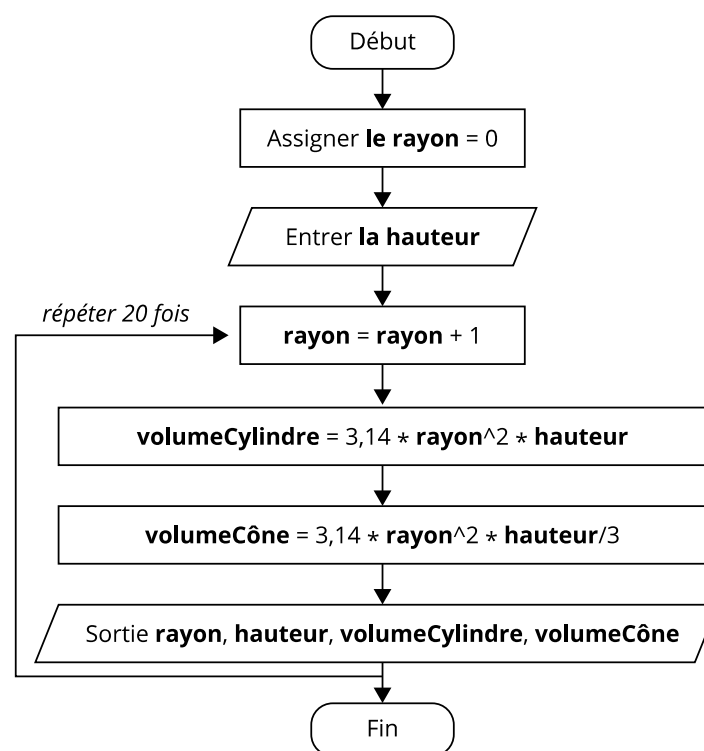 Début
Assigner le rayon = 0
Entrer la hauteur
répéter 20 fois
rayon = rayon + 1
volumeCylindre = 3,14 * rayon^2 * hauteur
volumeCône = 3,14 * rayon^2 * hauteur/3
Sortie rayon, hauteur, volumeCylindre, volumeCône
Fin